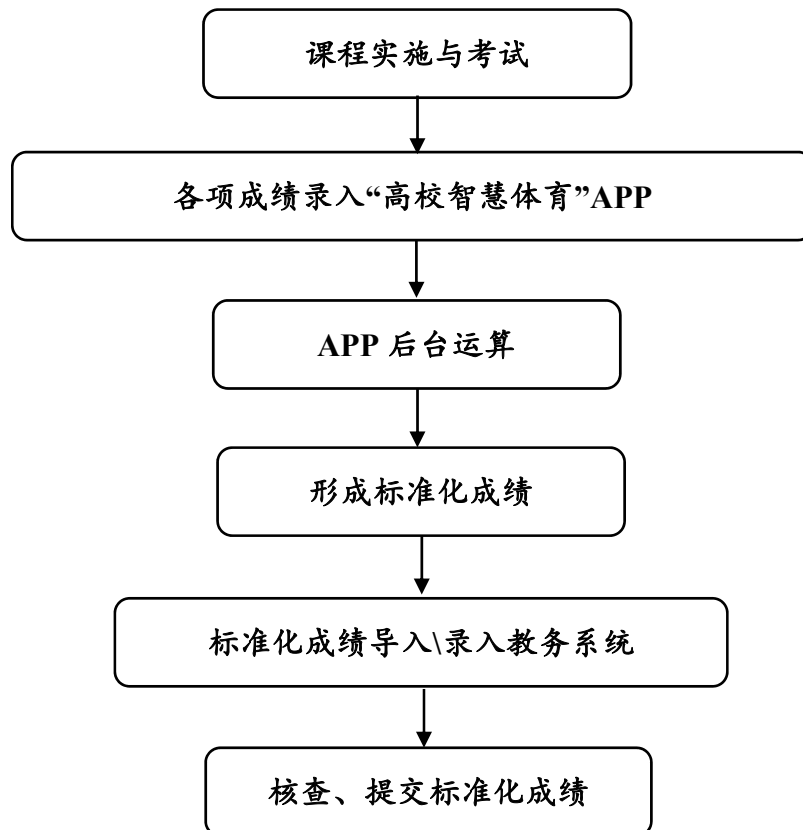 课程实施与考试
各项成绩录入“高校智慧体育”APP
APP 后台运算
形成标准化成绩
标准化成绩导入\录入教务系统
核查、提交标准化成绩